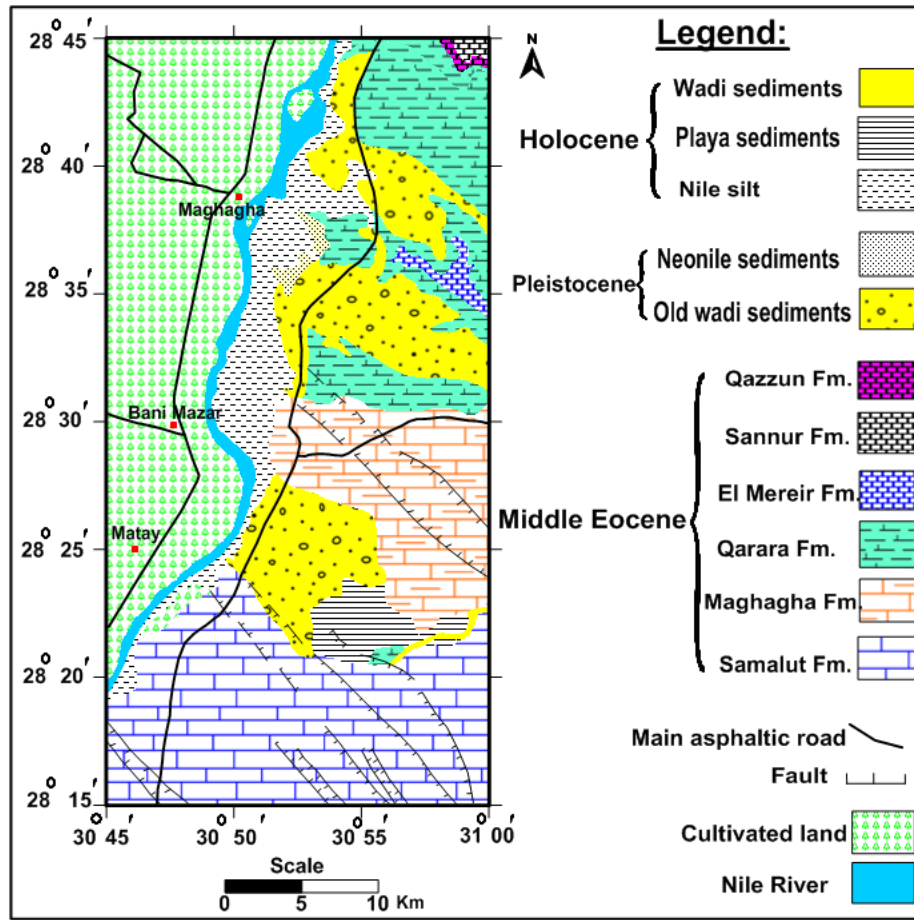 28° 45'
28° 40'
28° 35'
28° 30'
28° 25'
28° 20'
28° 15'
30° 45'
30° 50'
30° 55'
31° 00'
Maghagha
Bani Mazar
Matay
Scale
0 5 10 Km
N
Legend:
Holocene
Wadi sediments
Playa sediments
Nile silt
Pleistocene
Neonile sediments
Old wadi sediments
Middle Eocene
Qazzun Fm.
Sannur Fm.
El Mereir Fm.
Qarara Fm.
Maghagha Fm.
Samalut Fm.
Main asphaltic road
Fault
Cultivated land
Nile River